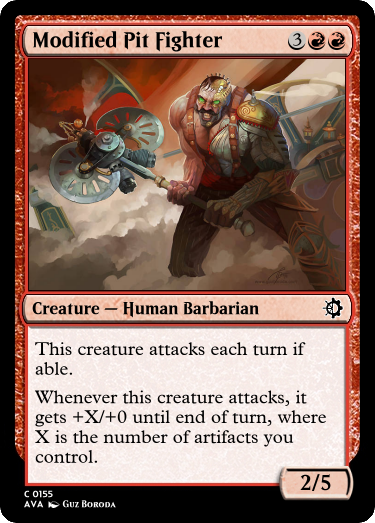 Modified Pit Fighter 3
Creature — Human Barbarian
This creature attacks each turn if
able.
Whenever this creature attacks, it
gets +X/+0 until end of turn, where
X is the number of artifacts you
control.
2/5
C 0155
AVA Guz Boroda